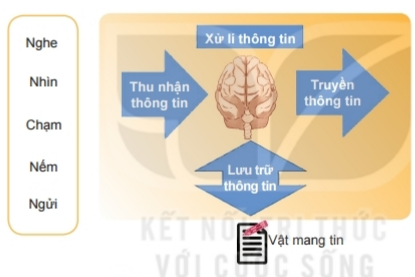 Nghe
Nhìn
Chạm
Nếm
Ngửi
Xử lí thông tin
Thu nhận
thông tin
Truyền
thông tin
Lưu trữ
thông tin
Vật mang tin
KẾT NỐI TRI THỨC
VỚI CUỘC SỐNG